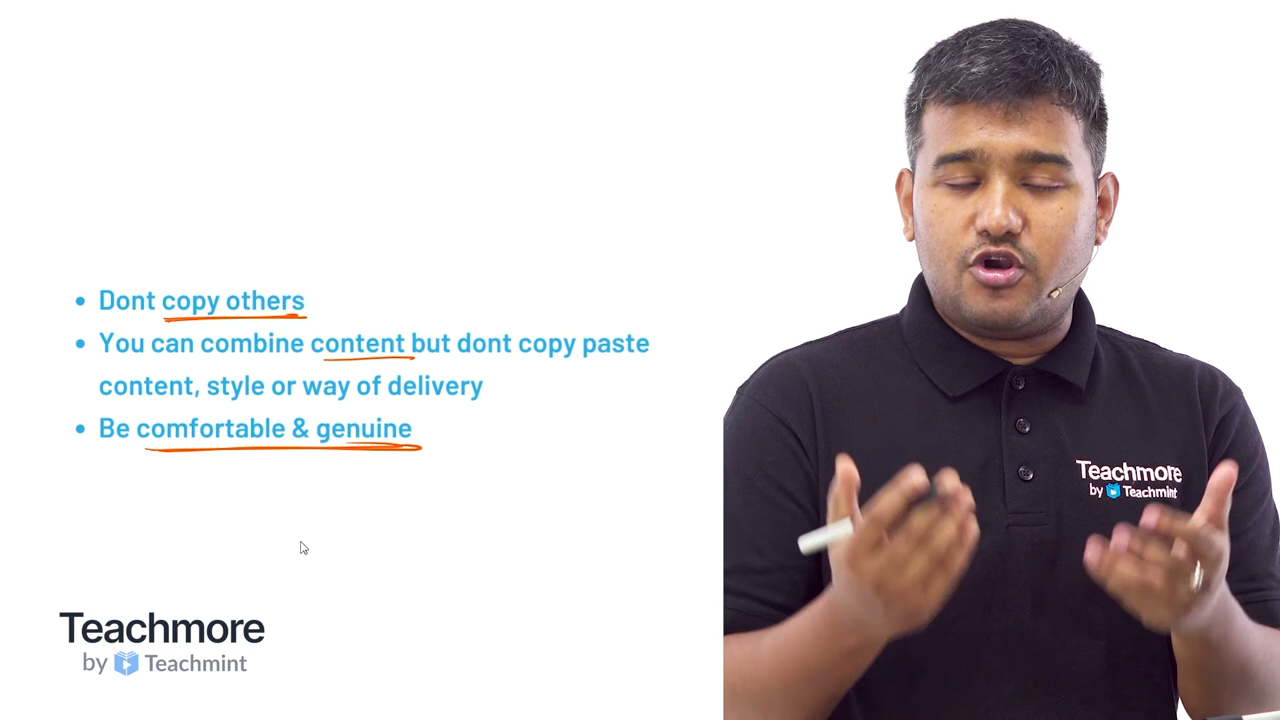 • Dont copy others
• You can combine content but dont copy paste
content, style or way of delivery
• Be comfortable & genuine
Teachmore
by Teachmint
Teachmore
by Teachmint